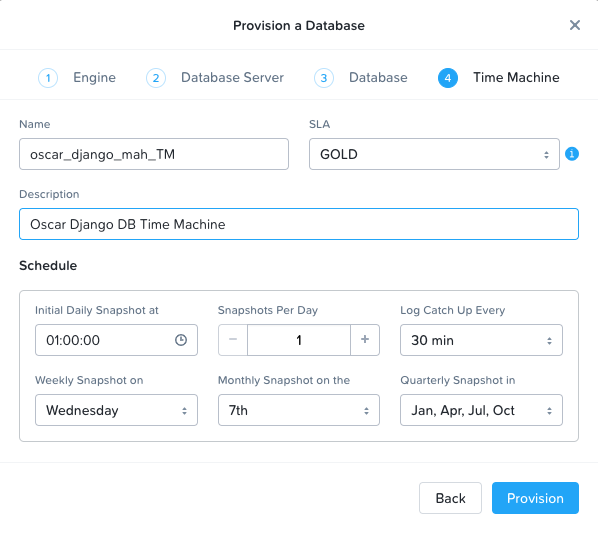 Provision a Database
1 Engine 2 Database Server 3 Database 4 Time Machine
Name SLA
oscar_django_mah_TM GOLD
Description
Oscar Django DB Time Machine
Schedule
Initial Daily Snapshot at Snapshots Per Day Log Catch Up Every
01:00:00 − 1 + 30 min
Weekly Snapshot on Monthly Snapshot on the Quarterly Snapshot in
Wednesday 7th Jan, Apr, Jul, Oct
Back Provision